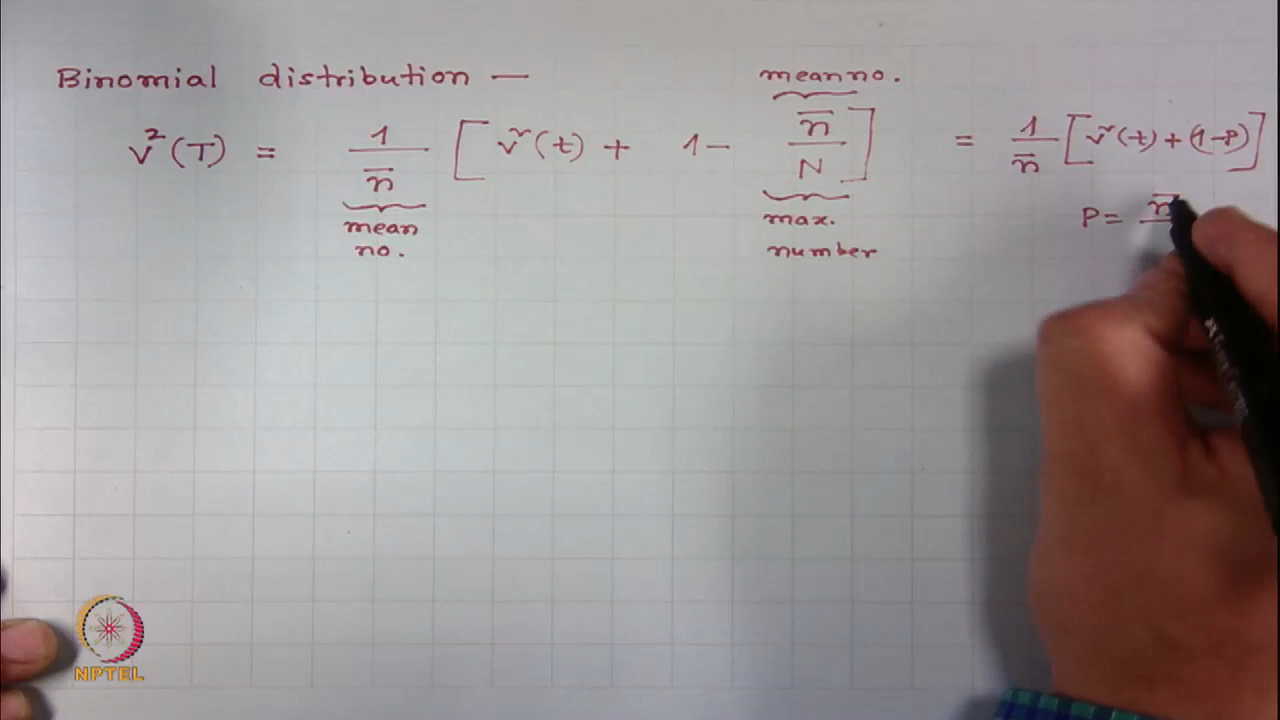 Binomial distribution —
mean no.
v²(T) = 1/n̅ [ v²(t) + 1 - n̅/N ] = 1/n̅ [ v²(t) + (1-P) ]
mean no.
max. number
P = n̅
NPTEL